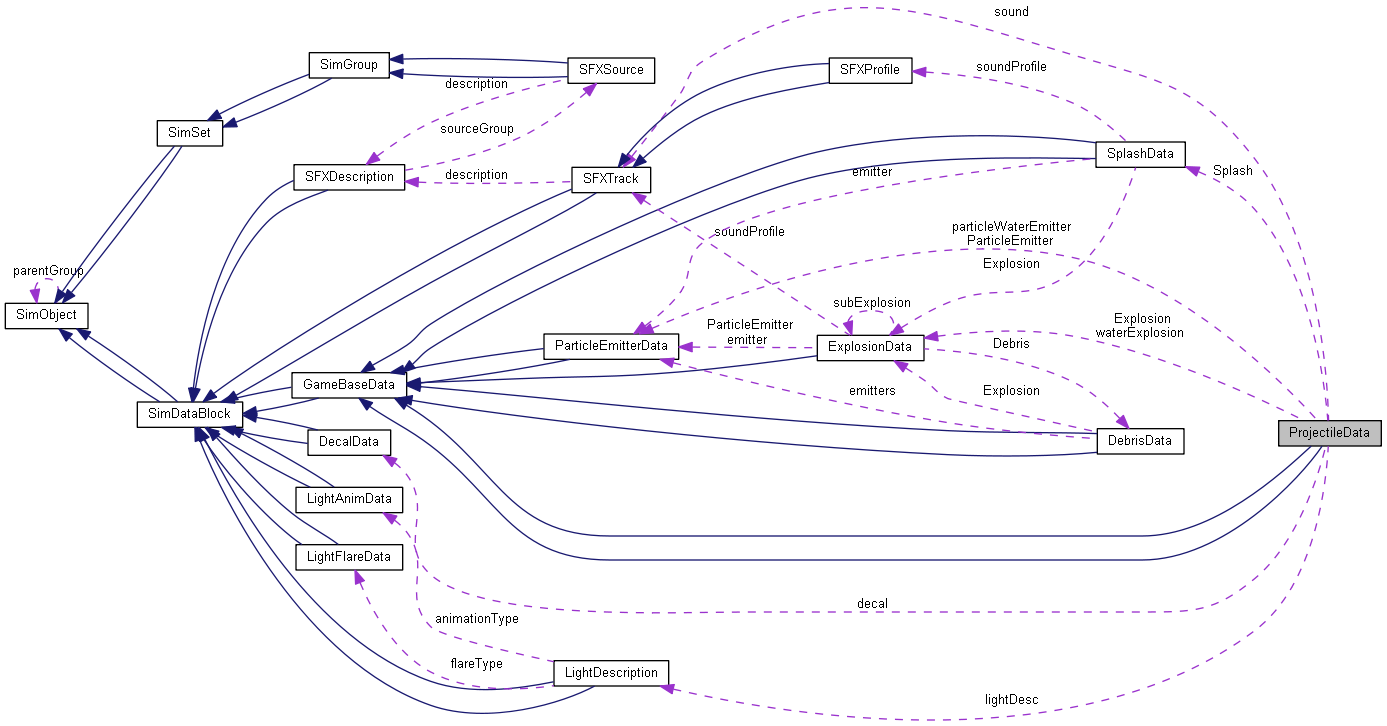 sound
SimGroup
SFXSource
SFXProfile
soundProfile
description
SimSet
sourceGroup
SplashData
emitter
Splash
SFXDescription
description
SFXTrack
soundProfile
particleWaterEmitter
ParticleEmitter
Explosion
parentGroup
SimObject
subExplosion
Explosion
waterExplosion
ParticleEmitter
emitter
ParticleEmitterData
ExplosionData
Debris
GameBaseData
emitters
Explosion
SimDataBlock
DecalData
DebrisData
ProjectileData
LightAnimData
LightFlareData
decal
animationType
flareType
LightDescription
lightDesc